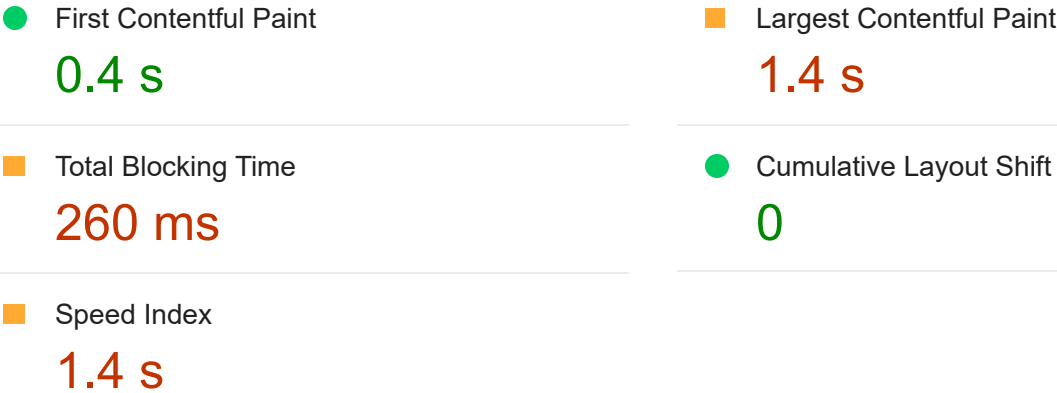 First Contentful Paint
0.4 s
Largest Contentful Paint
1.4 s
Total Blocking Time
260 ms
Cumulative Layout Shift
0
Speed Index
1.4 s